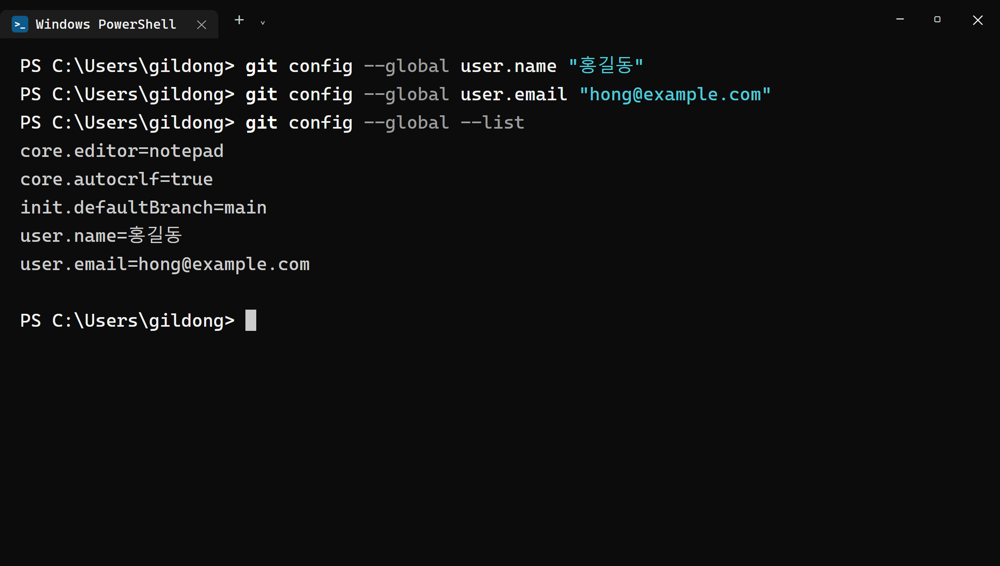 >_ Windows PowerShell
PS C:\Users\gildong> git config --global user.name "홍길동"
PS C:\Users\gildong> git config --global user.email "hong@example.com"
PS C:\Users\gildong> git config --global --list
core.editor=notepad
core.autocrlf=true
init.defaultBranch=main
user.name=홍길동
user.email=hong@example.com
PS C:\Users\gildong>